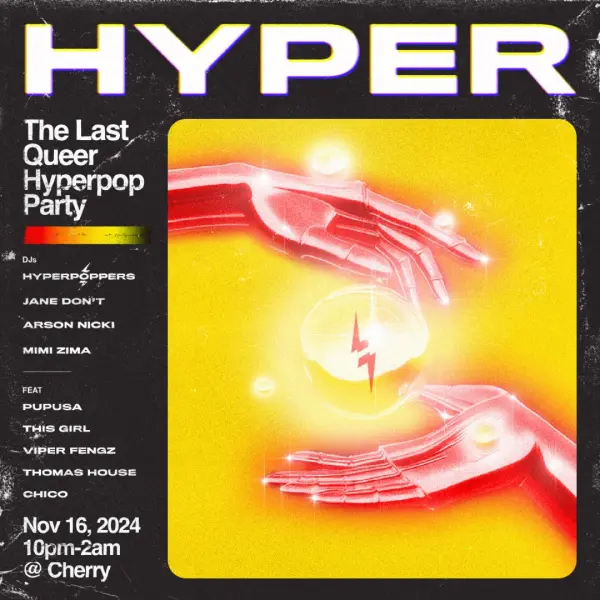 HYPER
The Last
Queer
Hyperpop
Party
DJs
HYPERPOPPERS
JANE DON'T
ARSON NICKI
MIMI ZIMA
FEAT
PUPUSA
THIS GIRL
VIPER FENGZ
THOMAS HOUSE
CHICO
Nov 16, 2024
10pm-2am
@ Cherry